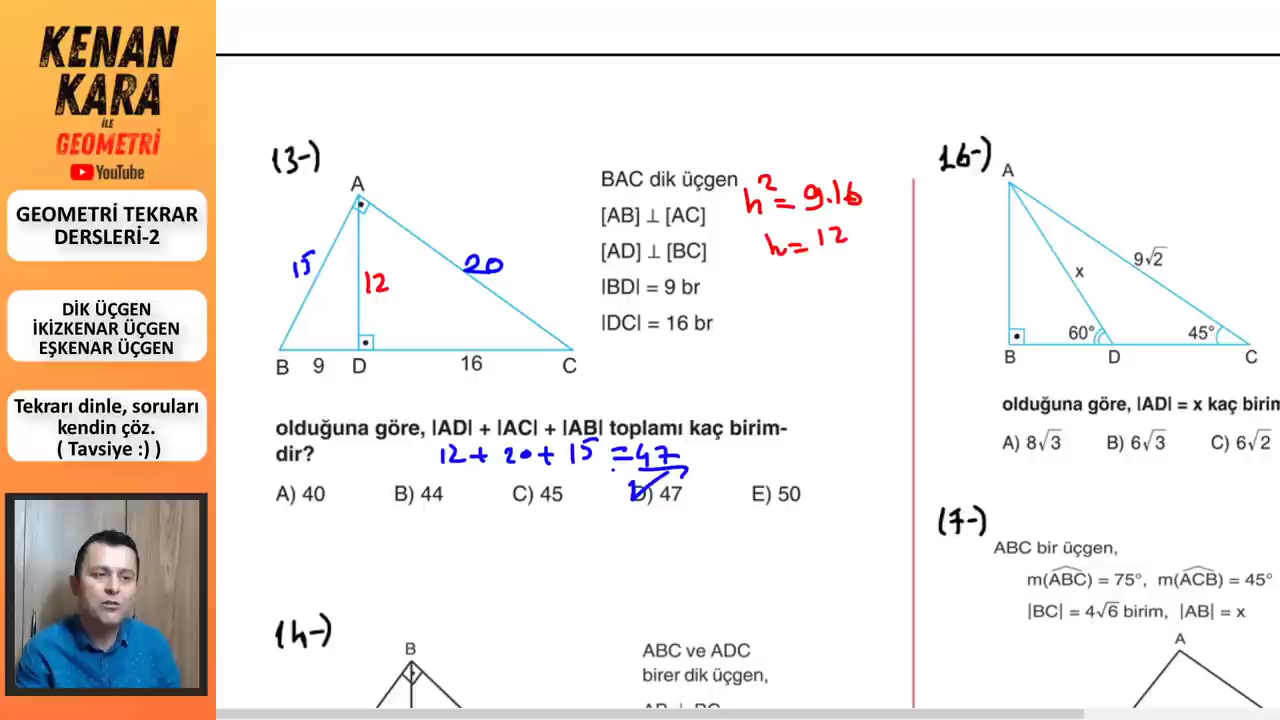 KENAN
KARA
İLE
GEOMETRİ
YouTube
GEOMETRİ TEKRAR
DERSLERİ-2
DİK ÜÇGEN
İKİZKENAR ÜÇGEN
EŞKENAR ÜÇGEN
Tekrarı dinle, soruları
kendin çöz.
( Tavsiye :) )
(3-)
A
15
20
12
B 9 D 16 C
BAC dik üçgen
[AB] ⊥ [AC]
[AD] ⊥ [BC]
|BD| = 9 br
|DC| = 16 br
h² = 9.16
h = 12
olduğuna göre, |AD| + |AC| + |AB| toplamı kaç birim-
dir?
12 + 20 + 15 = 47
A) 40 B) 44 C) 45 D) 47 E) 50
(4-)
B
ABC ve ADC
birer dik üçgen,
16-)
A
9√2
x
60°
45°
B D C
olduğuna göre, |AD| = x kaç birim
A) 8√3 B) 6√3 C) 6√2
(7-)
ABC bir üçgen,
m(ABC) = 75°, m(ACB) = 45°
|BC| = 4√6 birim, |AB| = x
A